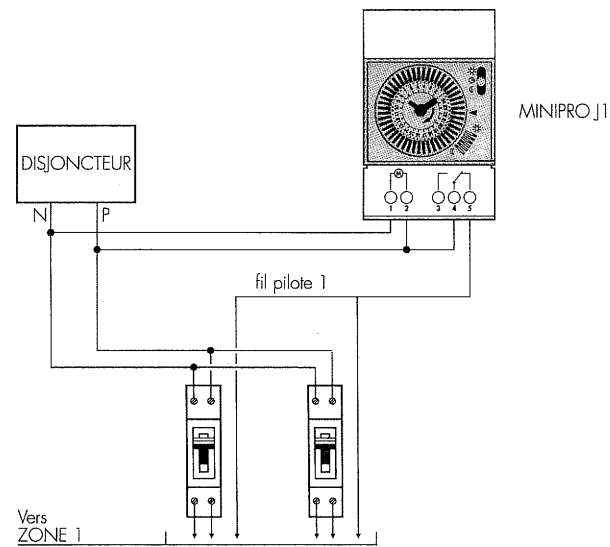 MINIPRO J1
DISJONCTEUR
N P
1 2 3 4 5
fil pilote 1
Vers
ZONE 1